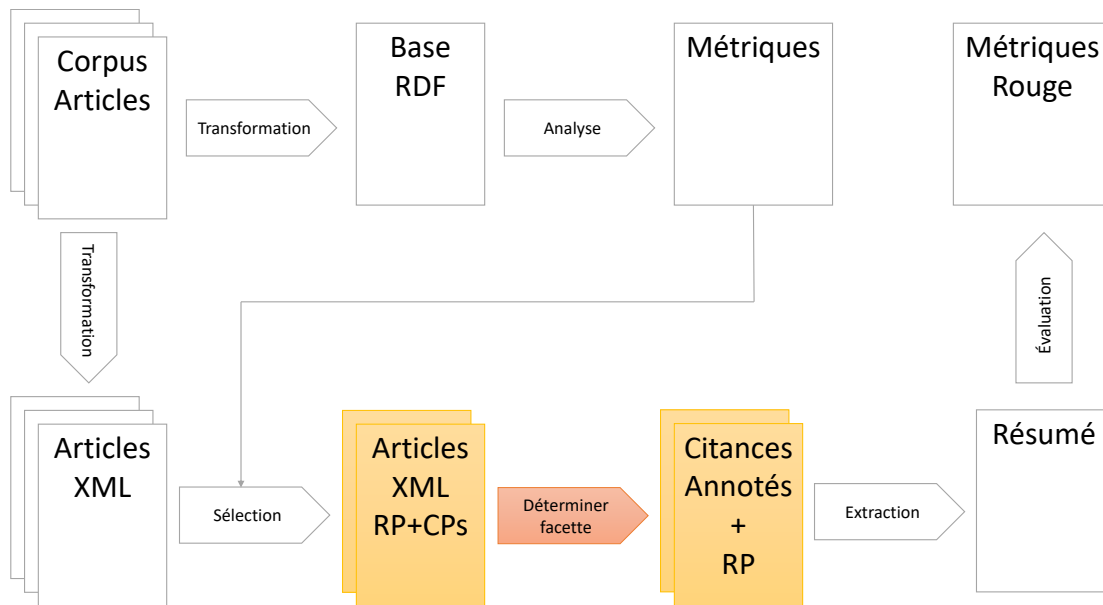 Corpus
Articles
Transformation
Base
RDF
Analyse
Métriques
Métriques
Rouge
Transformation
Évaluation
Articles
XML
Sélection
Articles
XML
RP+CPs
Déterminer
facette
Citances
Annotés
+
RP
Extraction
Résumé